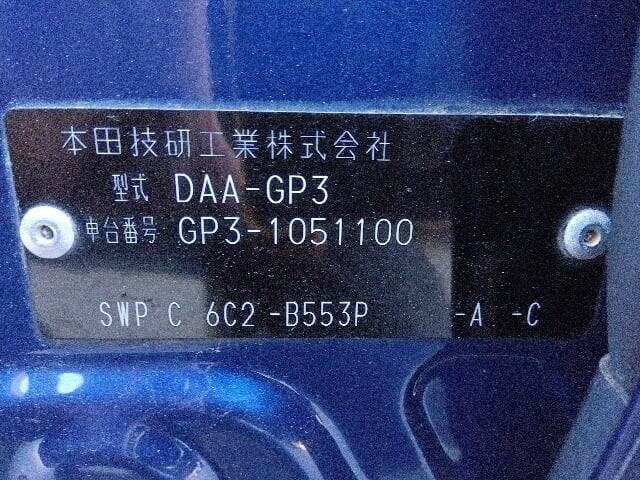 本田技研工業株式会社
型式 DAA-GP3
車台番号 GP3-1051100
SWP C 6C2 -B553P -A -C